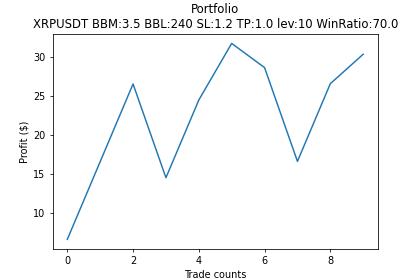 Portfolio
XRPUSDT BBM:3.5 BBL:240 SL:1.2 TP:1.0 lev:10 WinRatio:70.0
Profit ($)
30
25
20
15
10
0 2 4 6 8
Trade counts